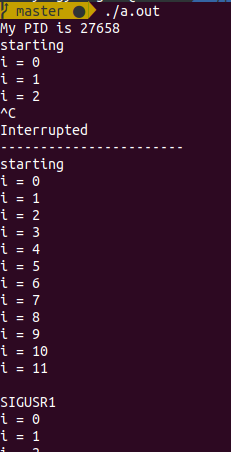 master ● ./a.out
My PID is 27658
starting
i = 0
i = 1
i = 2
^C
Interrupted
-----------------------
starting
i = 0
i = 1
i = 2
i = 3
i = 4
i = 5
i = 6
i = 7
i = 8
i = 9
i = 10
i = 11
SIGUSR1
i = 0
i = 1